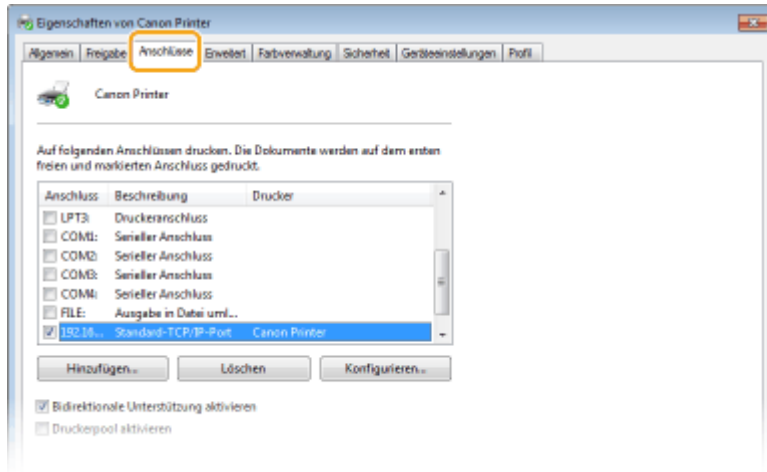 Eigenschaften von Canon Printer
Allgemein Freigabe Anschlüsse Erweitert Farbverwaltung Sicherheit Geräteeinstellungen Profil
Canon Printer
Auf folgenden Anschlüssen drucken. Die Dokumente werden auf dem ersten
freien und markierten Anschluss gedruckt.
Anschluss Beschreibung Drucker
LPT3: Druckeranschluss
COM1: Serieller Anschluss
COM2: Serieller Anschluss
COM3: Serieller Anschluss
COM4: Serieller Anschluss
FILE: Ausgabe in Datei uml...
192.16... Standard-TCP/IP-Port Canon Printer
Hinzufügen... Löschen Konfigurieren...
Bidirektionale Unterstützung aktivieren
Druckerpool aktivieren